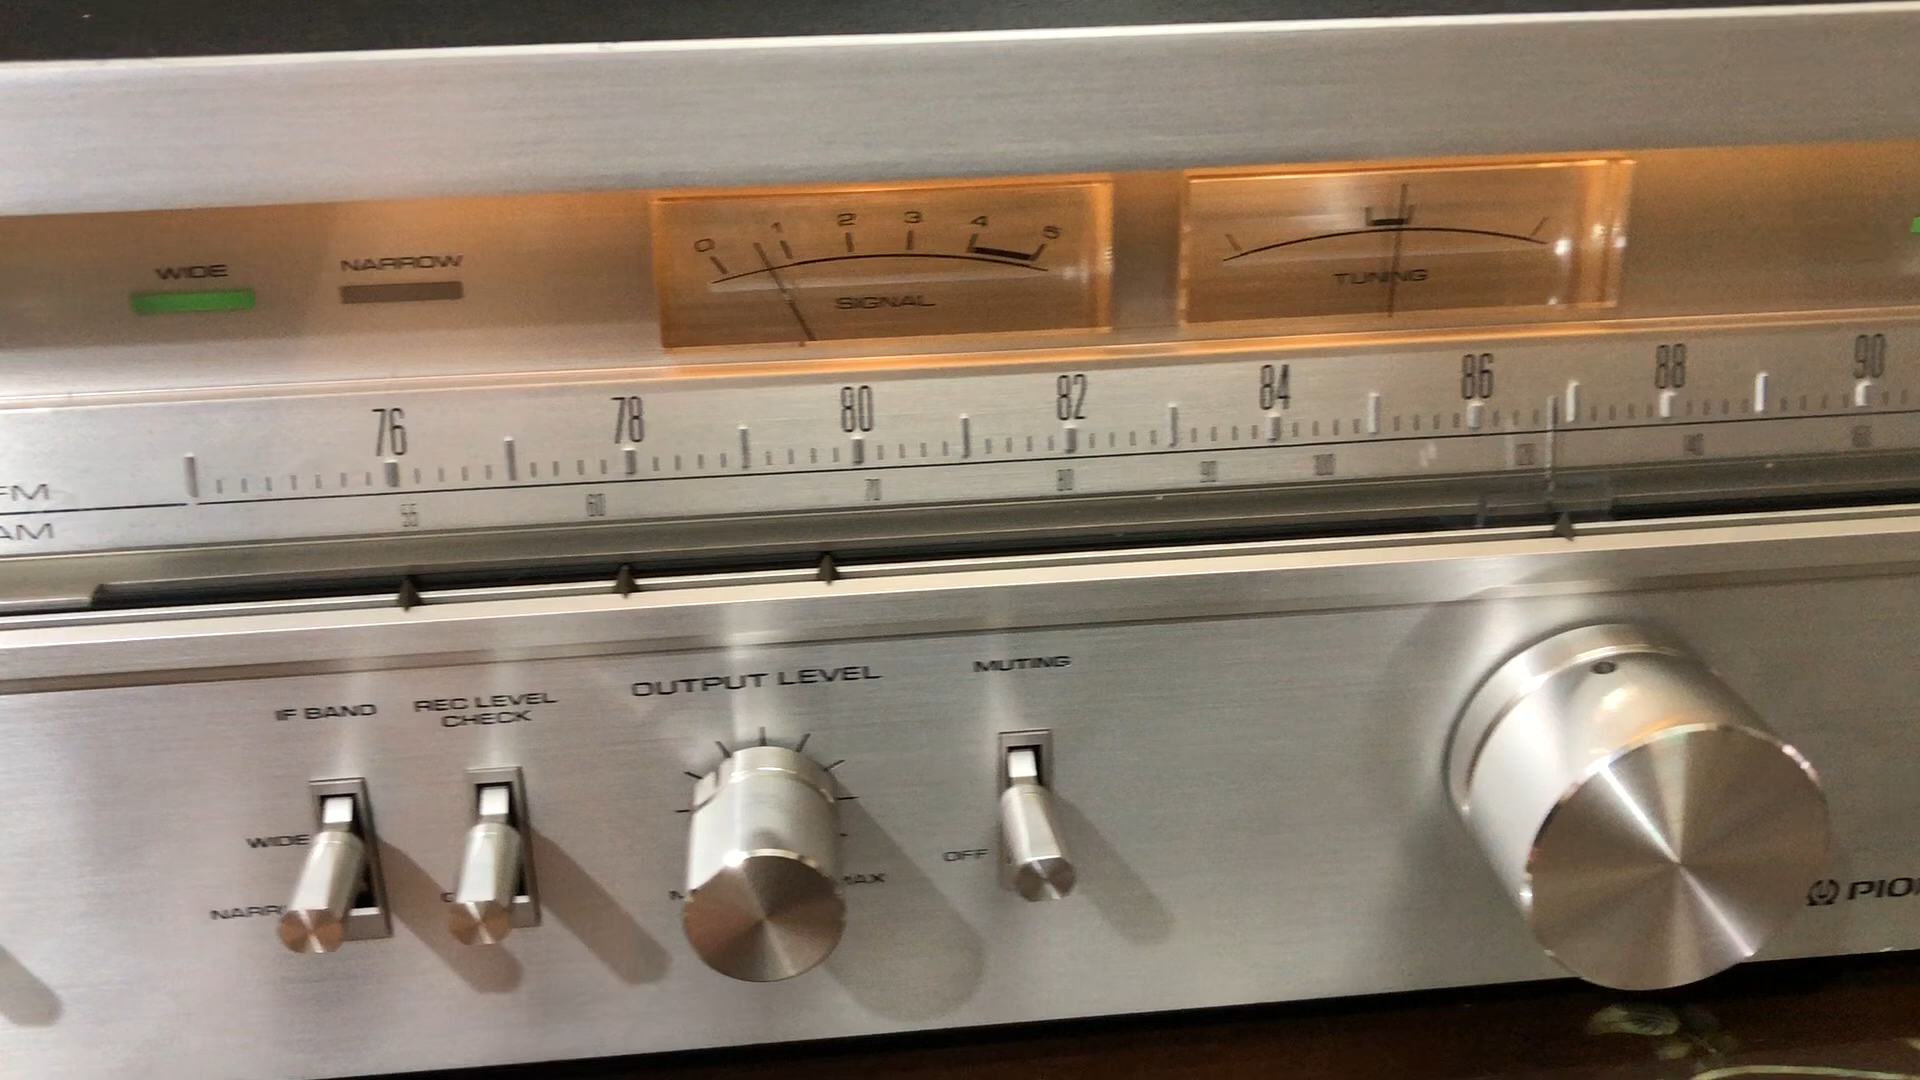 WIDE
NARROW
0 1 2 3 4 5
SIGNAL
TUNING
76 78 80 82 84 86 88 90
FM
55 60 70 80 90 100 120 140 160
AM
IF BAND
REC LEVEL
CHECK
OUTPUT LEVEL
MUTING
WIDE
OFF